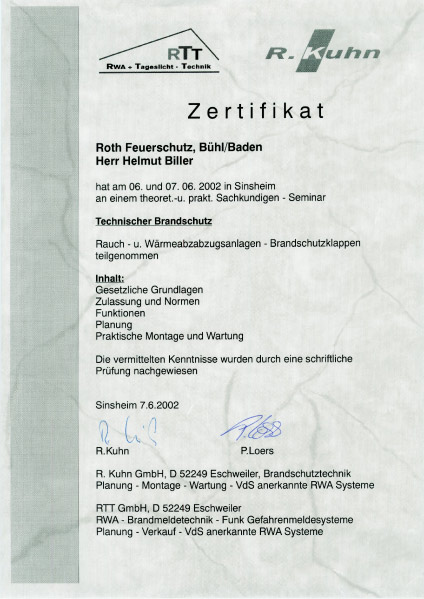 RTT
RWA + Tageslicht - Technik
R. Kuhn
Zertifikat
Roth Feuerschutz, Bühl/Baden
Herr Helmut Biller
hat am 06. und 07. 06. 2002 in Sinsheim
an einem theoret.-u. prakt. Sachkundigen - Seminar
Technischer Brandschutz
Rauch - u. Wärmeabzabzugsanlagen - Brandschutzklappen
teilgenommen
Inhalt:
Gesetzliche Grundlagen
Zulassung und Normen
Funktionen
Planung
Praktische Montage und Wartung
Die vermittelten Kenntnisse wurden durch eine schriftliche
Prüfung nachgewiesen
Sinsheim 7.6.2002
R.Kuhn P.Loers
R. Kuhn GmbH, D 52249 Eschweiler, Brandschutztechnik
Planung - Montage - Wartung - VdS anerkannte RWA Systeme
RTT GmbH, D 52249 Eschweiler
RWA - Brandmeldetechnik - Funk Gefahrenmeldesysteme
Planung - Verkauf - VdS anerkannte RWA Systeme